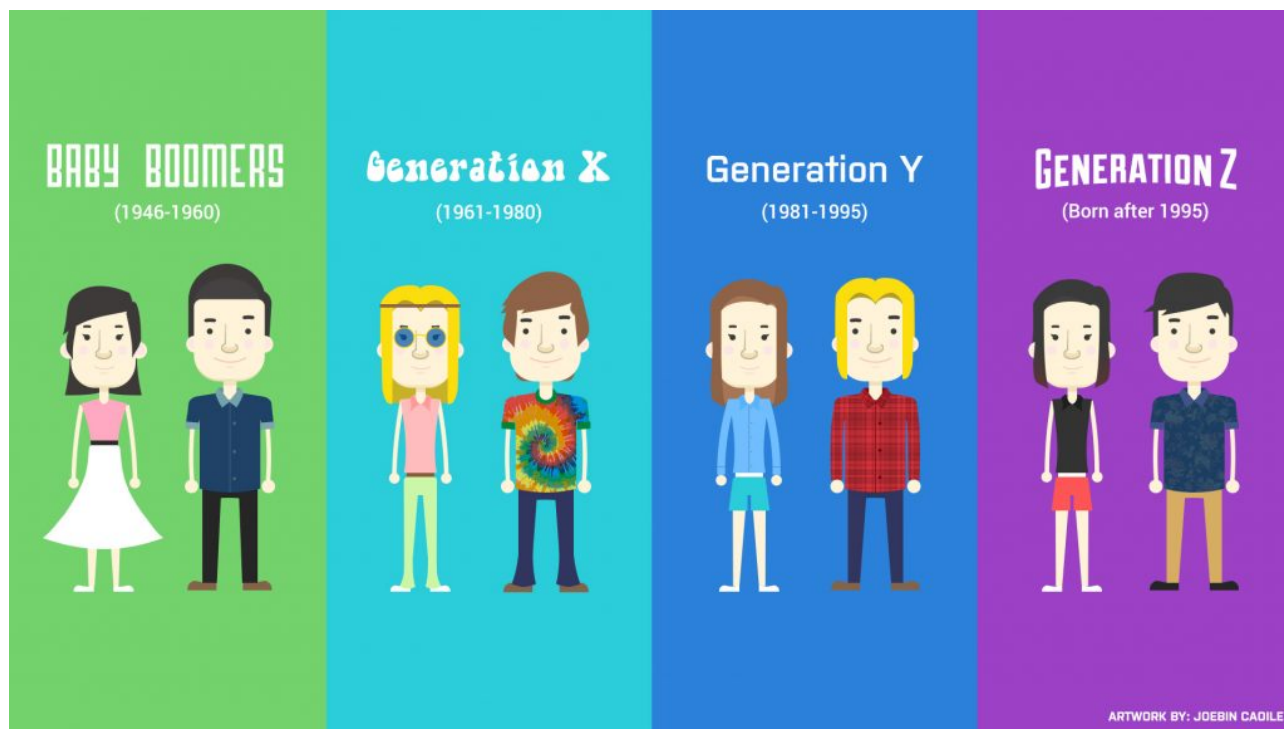 BABY BOOMERS
(1946-1960)
Generation X
(1961-1980)
Generation Y
(1981-1995)
GENERATION Z
(Born after 1995)
ARTWORK BY: JOEBIN CAOILE